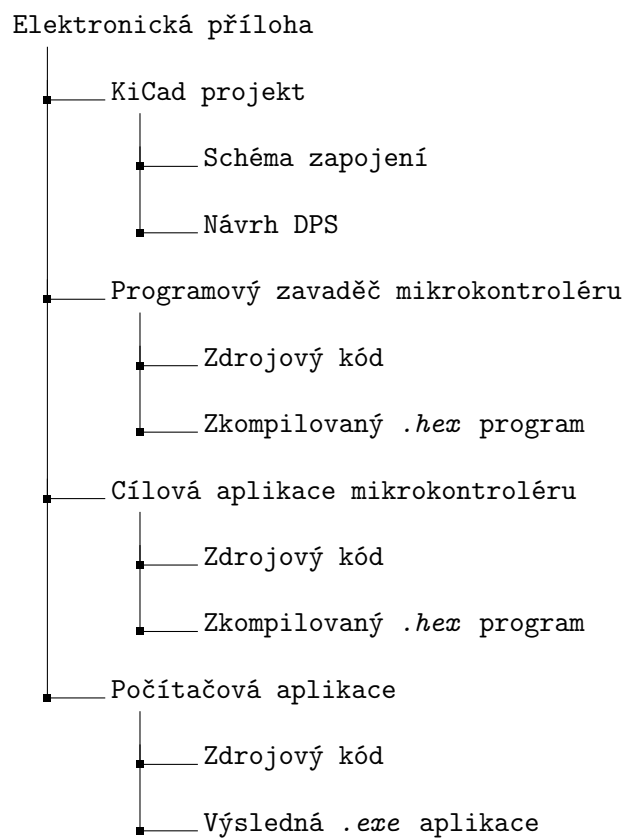 Elektronická příloha
KiCad projekt
Schéma zapojení
Návrh DPS
Programový zavaděč mikrokontroléru
Zdrojový kód
Zkompilovaný .hex program
Cílová aplikace mikrokontroléru
Zdrojový kód
Zkompilovaný .hex program
Počítačová aplikace
Zdrojový kód
Výsledná .exe aplikace